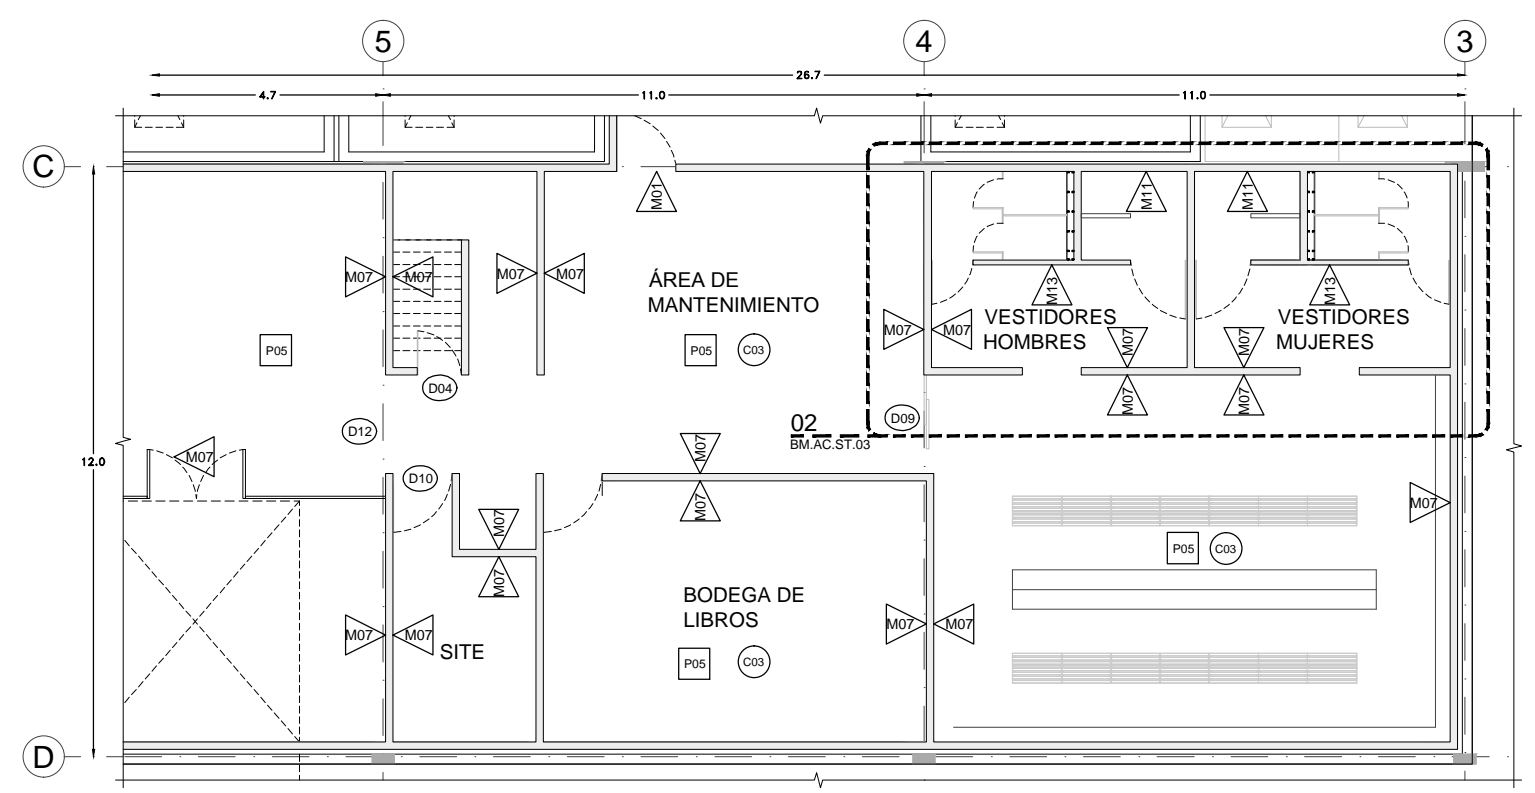 5
4
3
26.7
4.7
11.0
11.0
C
M01
M11
M11
M07
M07
M07
M07
ÁREA DE
MANTENIMIENTO
M13
M13
P05
P05
C03
M07
M07
VESTIDORES
HOMBRES
VESTIDORES
MUJERES
M07
M07
D04
M07
M07
D12
02
BM.AC.ST.03
D09
12.0
M07
M07
D10
M07
M07
M07
M07
P05
C03
M07
BODEGA DE
LIBROS
M07
M07
M07
M07
SITE
P05
C03
D